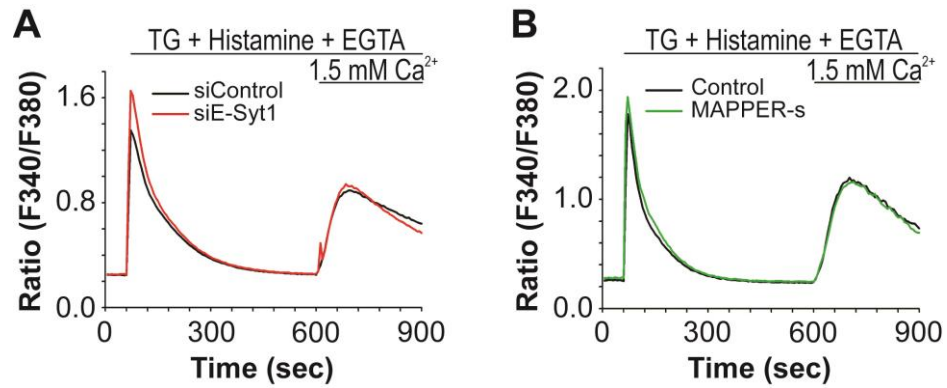 A
TG + Histamine + EGTA
1.5 mM Ca²⁺
siControl
siE-Syt1
Ratio (F340/F380)
1.6
0.8
0.0
0 300 600 900
Time (sec)
B
TG + Histamine + EGTA
1.5 mM Ca²⁺
Control
MAPPER-s
Ratio (F340/F380)
2.0
1.0
0.0
0 300 600 900
Time (sec)